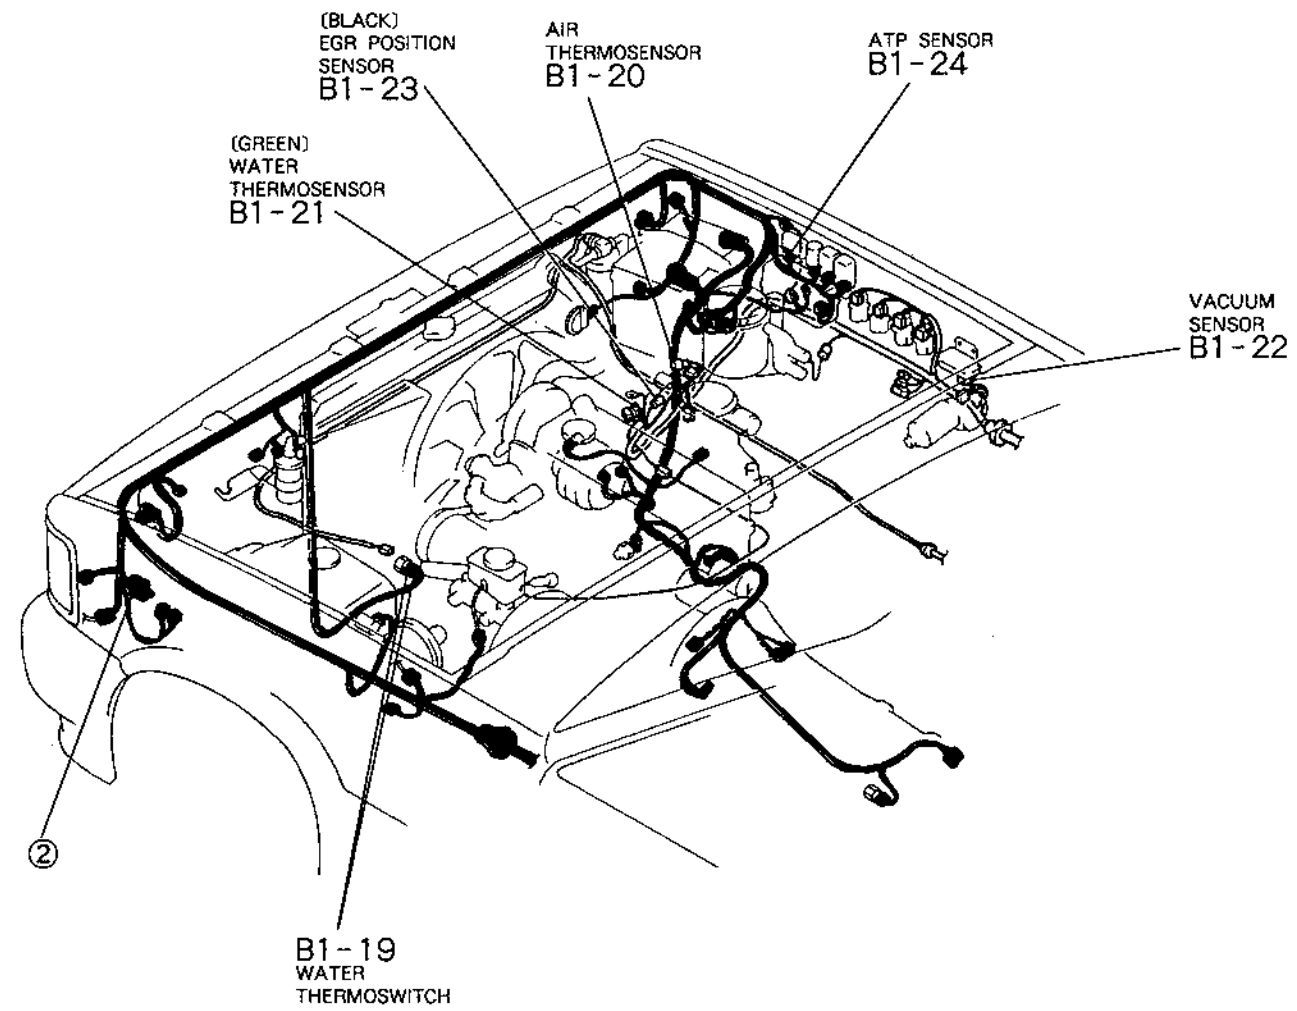 (BLACK)
EGR POSITION
SENSOR
B1-23
AIR
THERMOSENSOR
B1-20
ATP SENSOR
B1-24
(GREEN)
WATER
THERMOSENSOR
B1-21
VACUUM
SENSOR
B1-22
②
B1-19
WATER
THERMOSWITCH